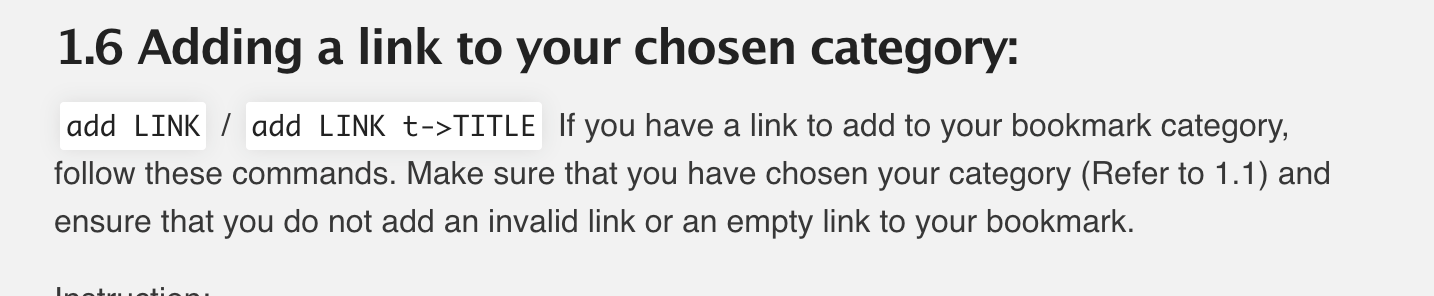 1.6 Adding a link to your chosen category:
add LINK / add LINK t->TITLE If you have a link to add to your bookmark category,
follow these commands. Make sure that you have chosen your category (Refer to 1.1) and
ensure that you do not add an invalid link or an empty link to your bookmark.
Instruction: